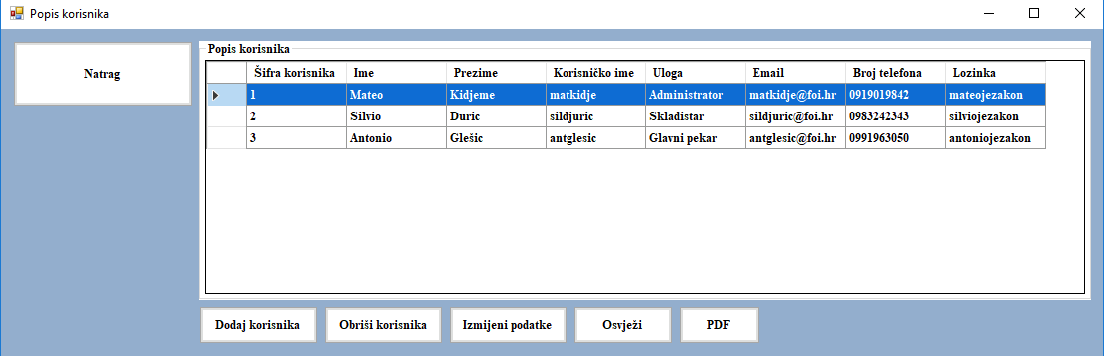 Popis korisnika
Natrag
Popis korisnika
Šifra korisnika Ime Prezime Korisničko ime Uloga Email Broj telefona Lozinka
1 Mateo Kidjeme matkidje Administrator matkidje@foi.hr 0919019842 mateojezakon
2 Silvio Duric sildjuric Skladistar sildjuric@foi.hr 0983242343 silviojezakon
3 Antonio Glešic antglesic Glavni pekar antglesic@foi.hr 0991963050 antoniojezakon
Dodaj korisnika Obriši korisnika Izmijeni podatke Osvježi PDF